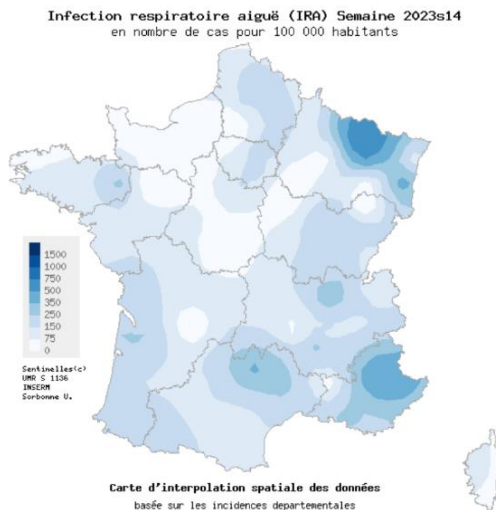 Infection respiratoire aiguë (IRA) Semaine 2023s14
en nombre de cas pour 100 000 habitants
1500
1000
750
500
350
250
150
75
0
Sentinelles(c)
UMR S 1136
INSERM
Sorbonne U.
Carte d'interpolation spatiale des données
basée sur les incidences departementales